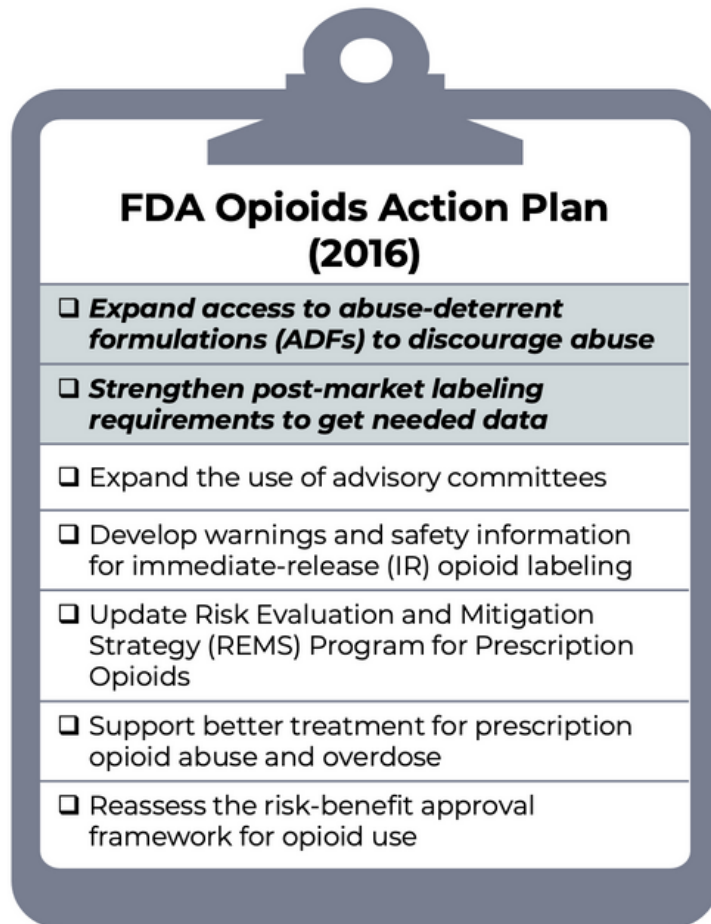 FDA Opioids Action Plan
(2016)
❑ Expand access to abuse-deterrent
formulations (ADFs) to discourage abuse
❑ Strengthen post-market labeling
requirements to get needed data
❑ Expand the use of advisory committees
❑ Develop warnings and safety information
for immediate-release (IR) opioid labeling
❑ Update Risk Evaluation and Mitigation
Strategy (REMS) Program for Prescription
Opioids
❑ Support better treatment for prescription
opioid abuse and overdose
❑ Reassess the risk-benefit approval
framework for opioid use